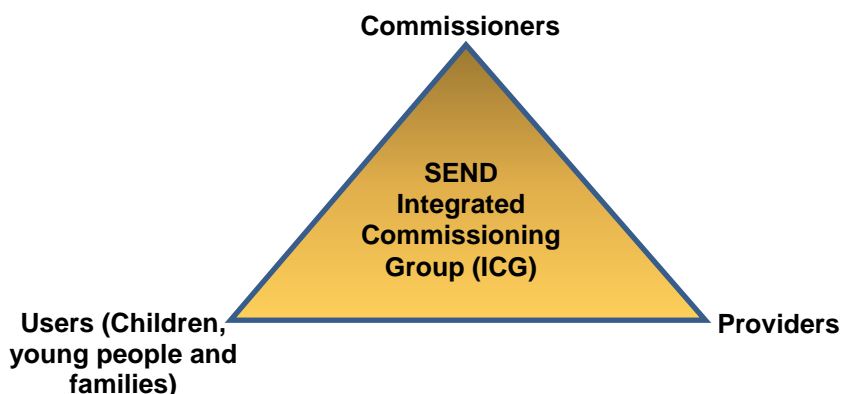 Commissioners
SEND
Integrated
Commissioning
Group (ICG)
Users (Children,
young people and
families)
Providers